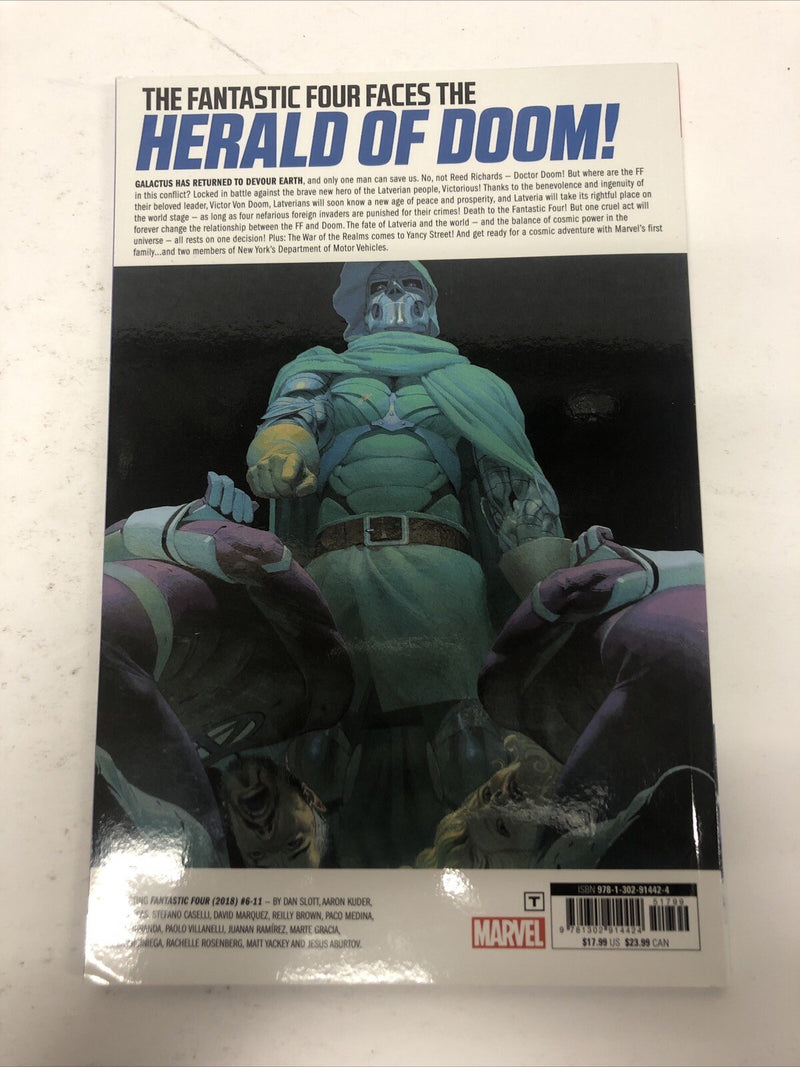 THE FANTASTIC FOUR FACES THE
HERALD OF DOOM!
GALACTUS HAS RETURNED TO DEVOUR EARTH, and only one man can save us. No, not Reed Richards — Doctor Doom! But where are the FF
in this conflict? Locked in battle against the brave new hero of the Latverian people, Victorious! Thanks to the benevolence and ingenuity of
their beloved leader, Victor Von Doom, Latverians will soon know a new age of peace and prosperity, and Latveria will take its rightful place on
the world stage — as long as four nefarious foreign invaders are punished for their crimes! Death to the Fantastic Four! But one cruel act will
forever change the relationship between the FF and Doom. The fate of Latveria and the world — and the balance of cosmic power in the
universe — all rests on one decision! Plus: The War of the Realms comes to Yancy Street! And get ready for a cosmic adventure with Marvel's first
family...and two members of New York's Department of Motor Vehicles.
FANTASTIC FOUR (2018) #6-11 — BY DAN SLOTT, AARON KUDER,
STEFANO CASELLI, DAVID MARQUEZ, REILLY BROWN, PACO MEDINA,
PAOLO VILLANELLI, JUANAN RAMÍREZ, MARTE GRACIA,
RACHELLE ROSENBERG, MATT YACKEY AND JESUS ABURTOV.
T
MARVEL
ISBN 978-1-302-91442-4
51799
9 781302 914424
$17.99 US $23.99 CAN